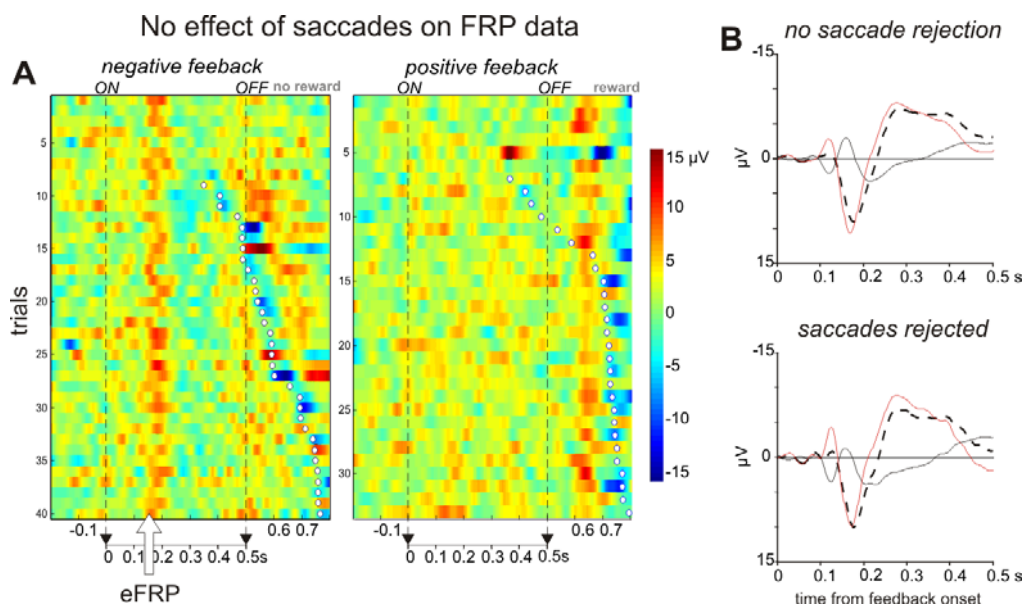 No effect of saccades on FRP data
A
negative feeback
ON
OFF
no reward
positive feeback
ON
OFF
reward
trials
5
10
15
20
25
30
35
40
-0.1
0.6
0.7
0
0.1
0.2
0.3
0.4
0.5s
eFRP
5
10
15
20
25
30
-0.1
0.6
0.7
0
0.1
0.2
0.3
0.4
0.5s
15 µV
10
5
0
-5
-10
-15
B
no saccade rejection
-15
µV
0
15
0
0.1
0.2
0.3
0.4
0.5 s
saccades rejected
-15
µV
0
15
0
0.1
0.2
0.3
0.4
0.5 s
time from feedback onset